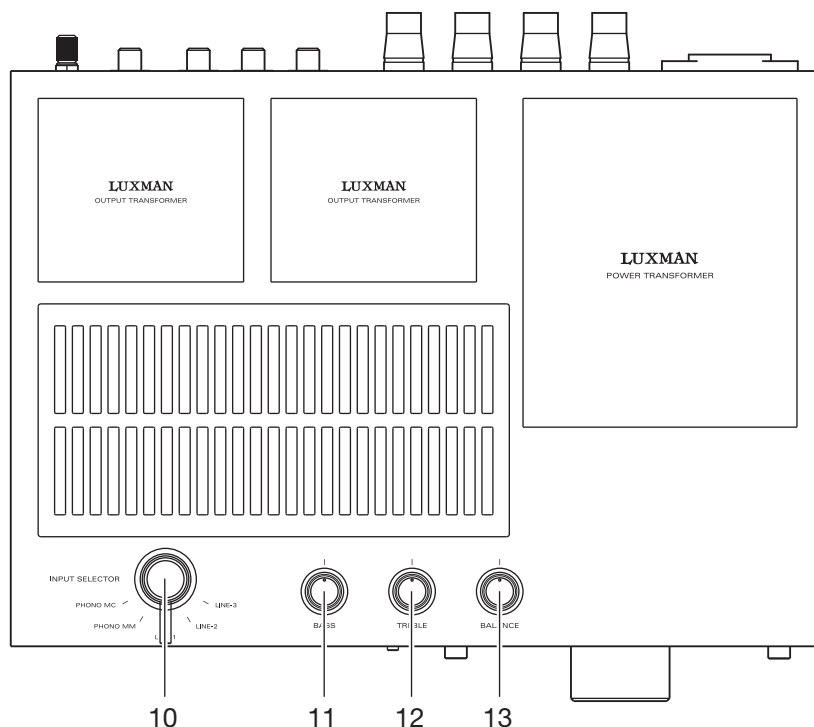 LUXMAN
OUTPUT TRANSFORMER
LUXMAN
OUTPUT TRANSFORMER
LUXMAN
POWER TRANSFORMER
INPUT SELECTOR
PHONO MC
LINE-3
PHONO MM
LINE-2
BASS
TREBLE
BALANCE
10
11
12
13